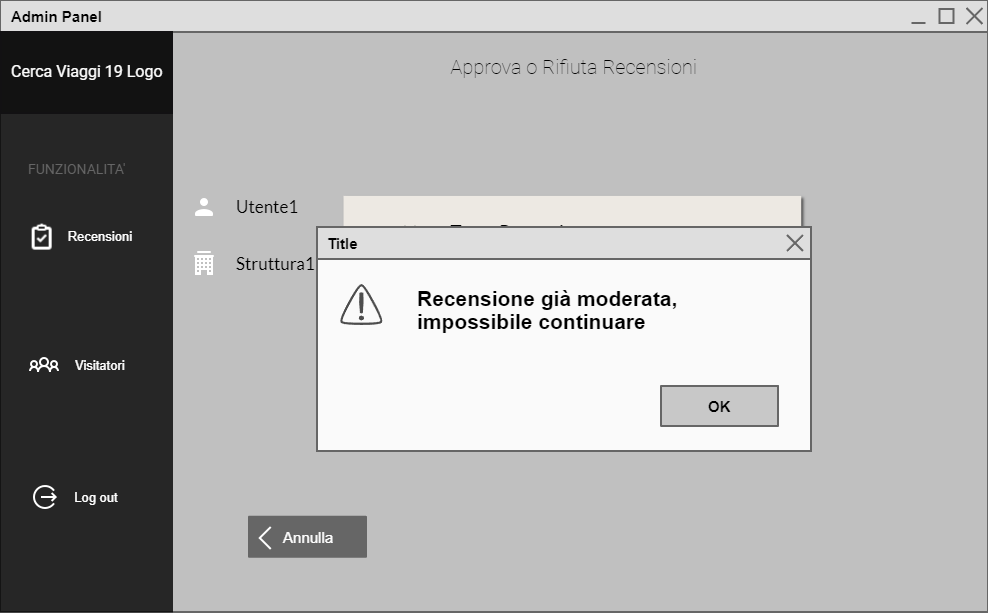 Admin Panel
Cerca Viaggi 19 Logo
Approva o Rifiuta Recensioni
FUNZIONALITA'
Utente1
Recensioni
Struttura1
Title
Recensione già moderata,
impossibile continuare
OK
Visitatori
Log out
Annulla